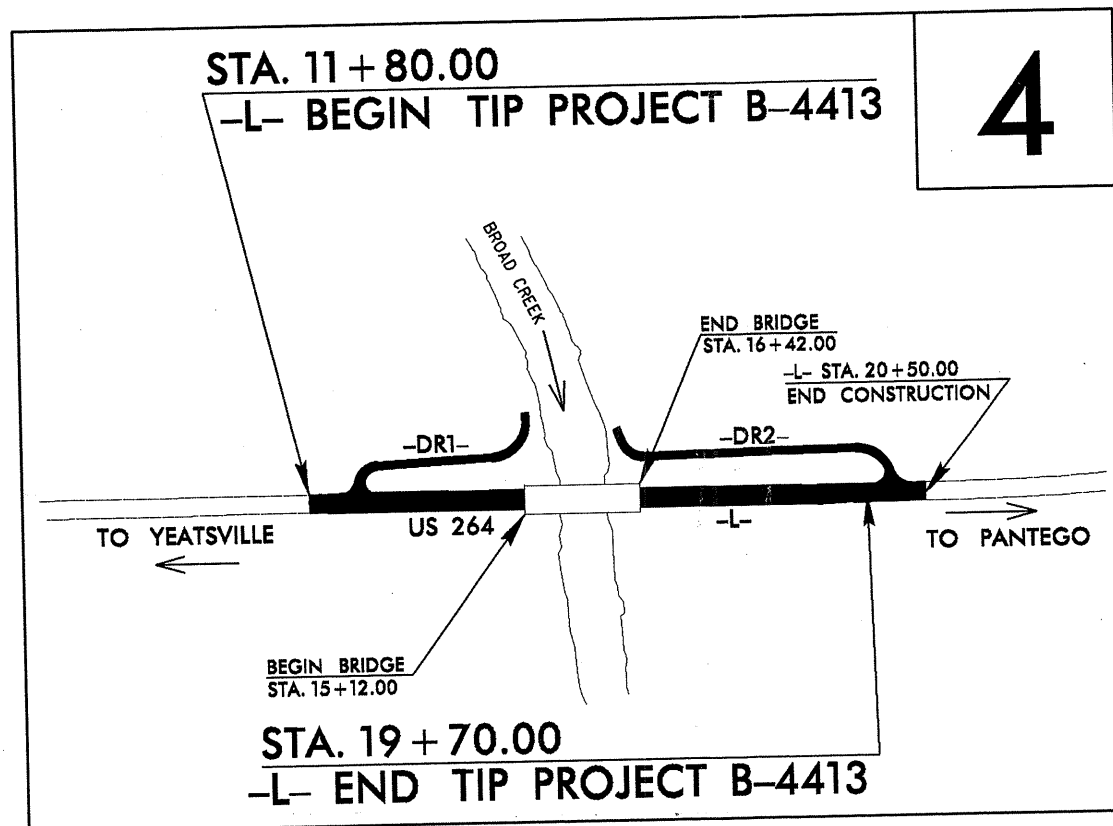 STA. 11+80.00
-L- BEGIN TIP PROJECT B-4413
4
BROAD CREEK
END BRIDGE
STA. 16+42.00
-L- STA. 20+50.00
END CONSTRUCTION
-DR1-
-DR2-
US 264
-L-
TO YEATSVILLE
TO PANTEGO
BEGIN BRIDGE
STA. 15+12.00
STA. 19+70.00
-L- END TIP PROJECT B-4413